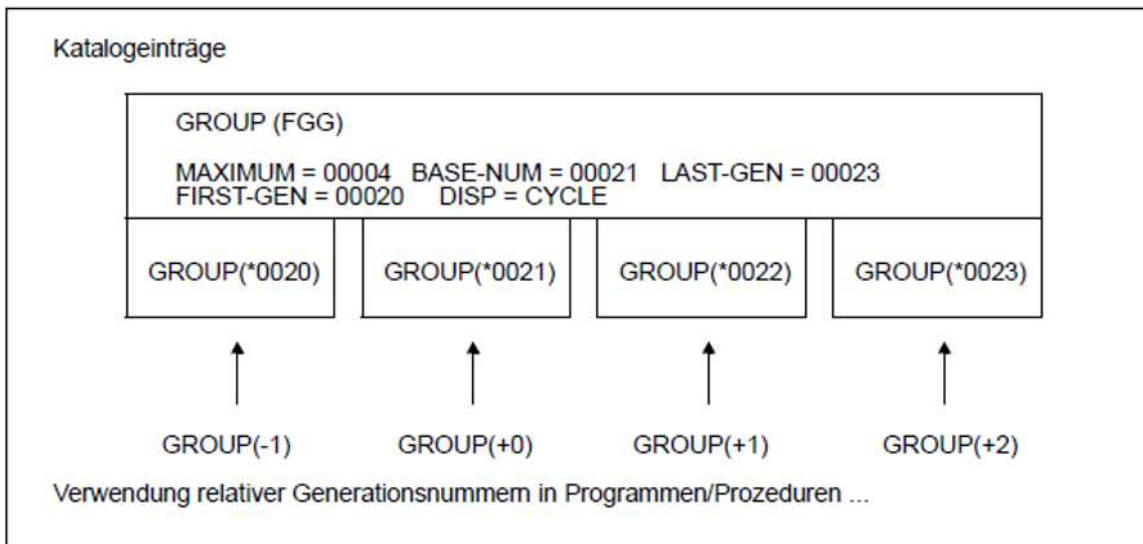 Katalogeinträge
GROUP (FGG)
MAXIMUM = 00004 BASE-NUM = 00021 LAST-GEN = 00023
FIRST-GEN = 00020 DISP = CYCLE
GROUP(*0020) GROUP(*0021) GROUP(*0022) GROUP(*0023)
GROUP(-1) GROUP(+0) GROUP(+1) GROUP(+2)
Verwendung relativer Generationsnummern in Programmen/Prozeduren ...